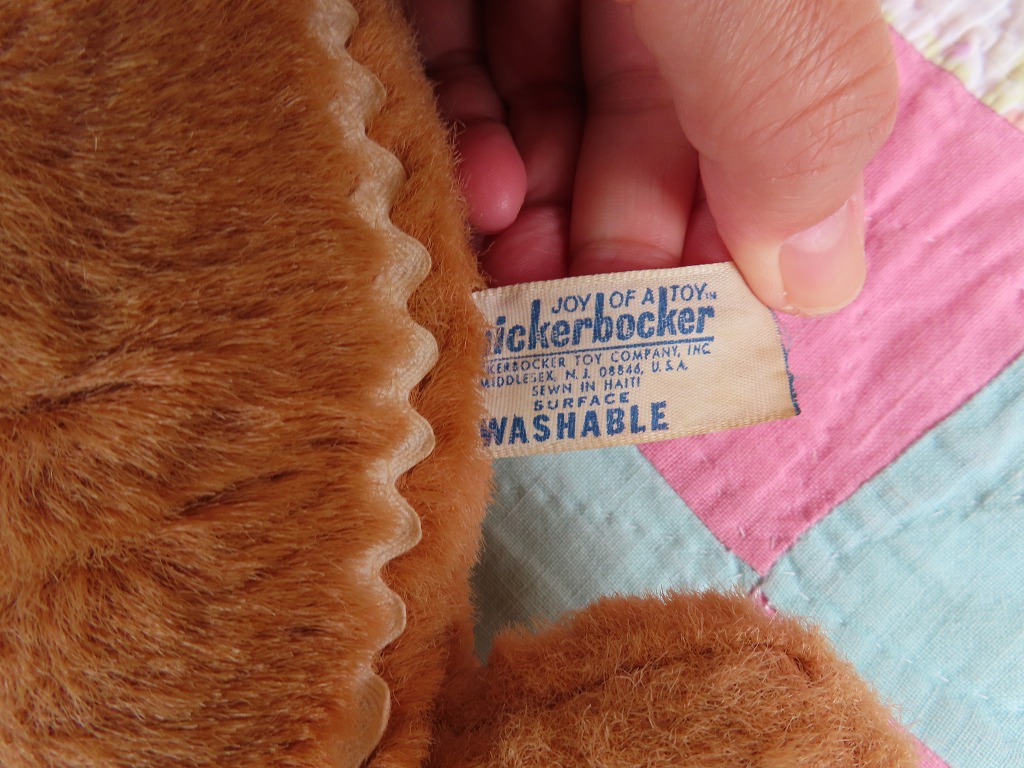 JOY OF A TOY
ickerbocker
KERBOCKER TOY COMPANY, INC.
MIDDLESEX, N.J. 08846, U.S.A.
SEWN IN HAITI
SURFACE
WASHABLE